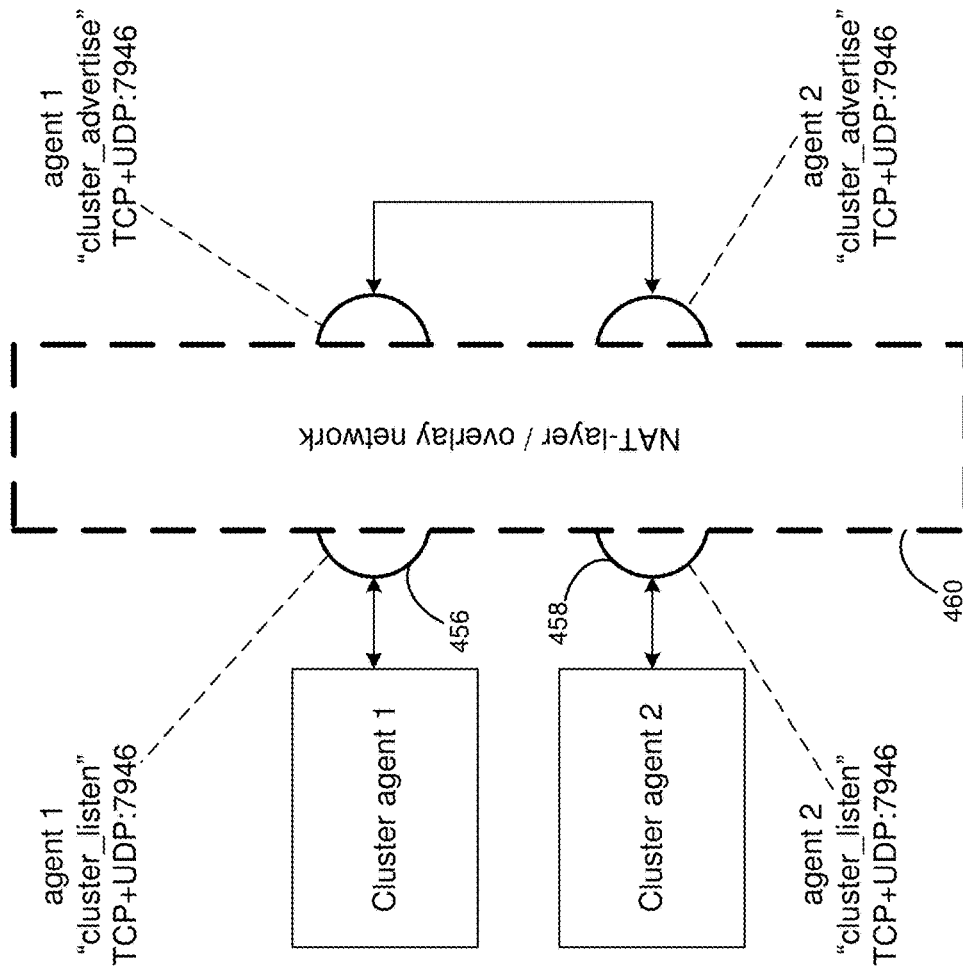 agent 1
“cluster_listen”
TCP+UDP:7946
agent 1
“cluster_advertise”
TCP+UDP:7946
Cluster agent 1
456
NAT-layer / overlay network
458
Cluster agent 2
agent 2
“cluster_listen”
TCP+UDP:7946
460
agent 2
“cluster_advertise”
TCP+UDP:7946